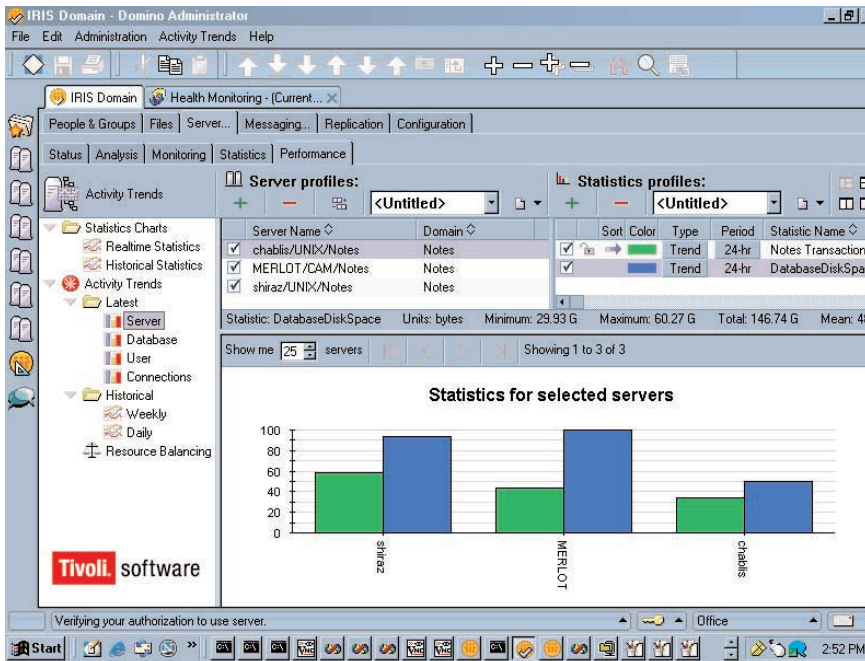 IRIS Domain - Domino Administrator
File Edit Administration Activity Trends Help
IRIS Domain Health Monitoring - (Current...
People & Groups Files Server... Messaging... Replication Configuration
Status Analysis Monitoring Statistics Performance
Activity Trends
Server profiles:
<Untitled>
Statistics profiles:
<Untitled>
Statistics Charts
Realtime Statistics
Historical Statistics
Activity Trends
Latest
Server
Database
User
Connections
Historical
Weekly
Daily
Resource Balancing
Tivoli. software
Server Name Domain
chablis/UNIX/Notes Notes
MERLOT/CAM/Notes Notes
shiraz/UNIX/Notes Notes
Sort Color Type Period Statistic Name
Trend 24-hr Notes Transaction
Trend 24-hr DatabaseDiskSpa
Statistic: DatabaseDiskSpace Units: bytes Minimum: 29.93 G Maximum: 60.27 G Total: 146.74 G Mean: 48
Show me 25 servers Showing 1 to 3 of 3
Statistics for selected servers
100
80
60
40
20
0
shiraz
MERLOT
chablis
Verifying your authorization to use server.
Office
Start
2:52 PM